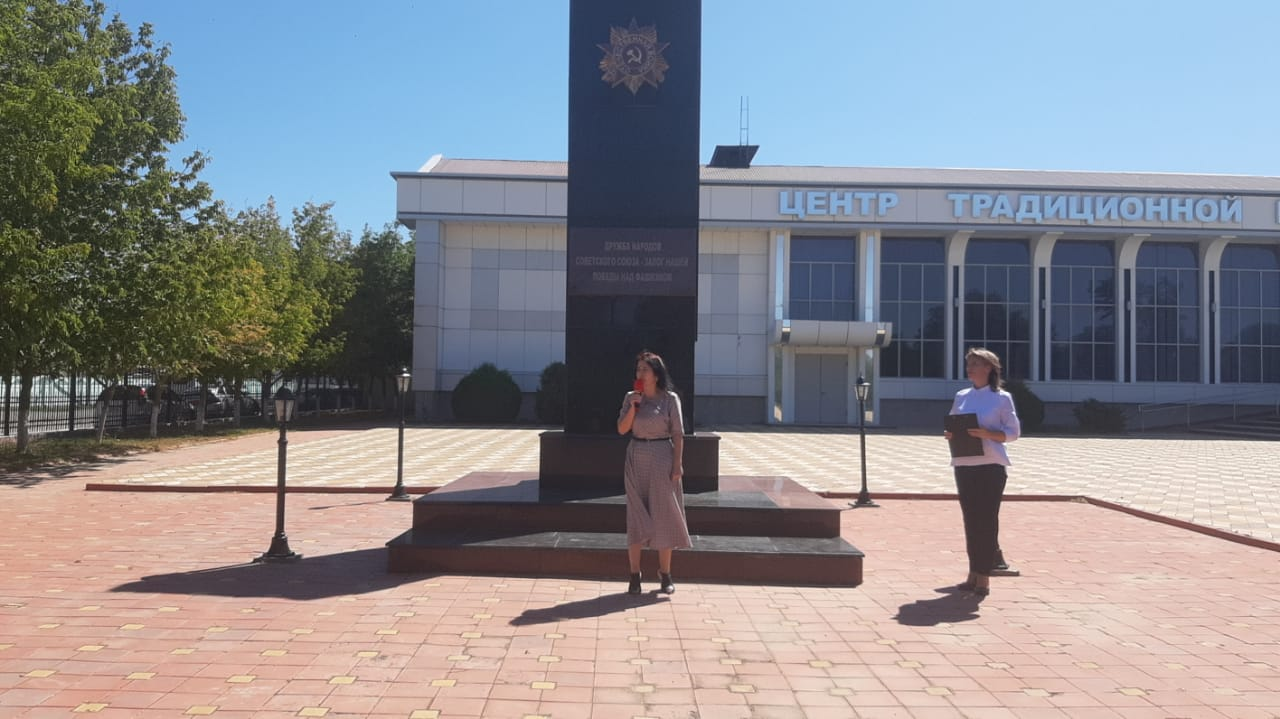 ДРУЖБА НАРОДОВ
СОВЕТСКОГО СОЮЗА - ЗАЛОГ НАШЕЙ
ПОБЕДЫ НАД ФАШИЗМОМ
ЦЕНТР ТРАДИЦИОННОЙ